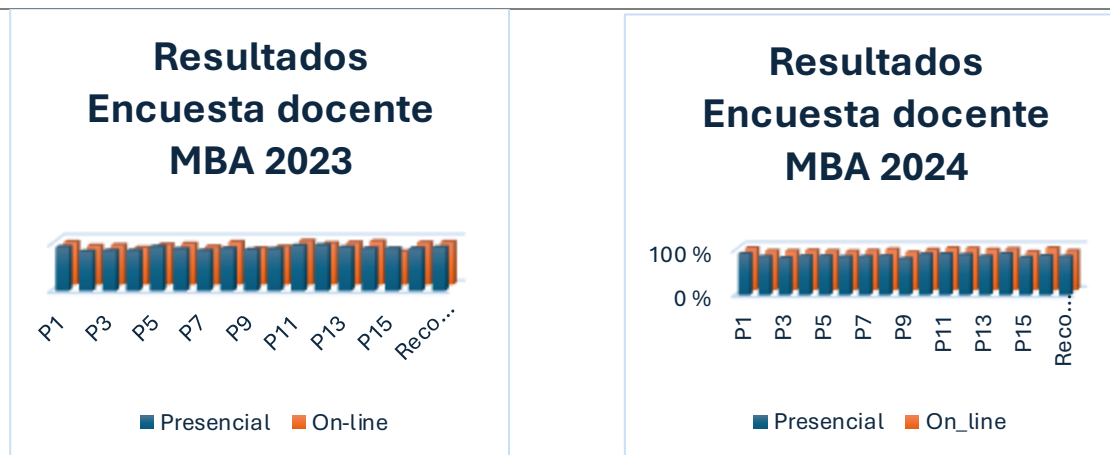 Resultados
Encuesta docente
MBA 2023
P1 P3 P5 P7 P9 P11 P13 P15 Reco...
Presencial On-line
Resultados
Encuesta docente
MBA 2024
100 %
0 %
P1 P3 P5 P7 P9 P11 P13 P15 Reco...
Presencial On_line